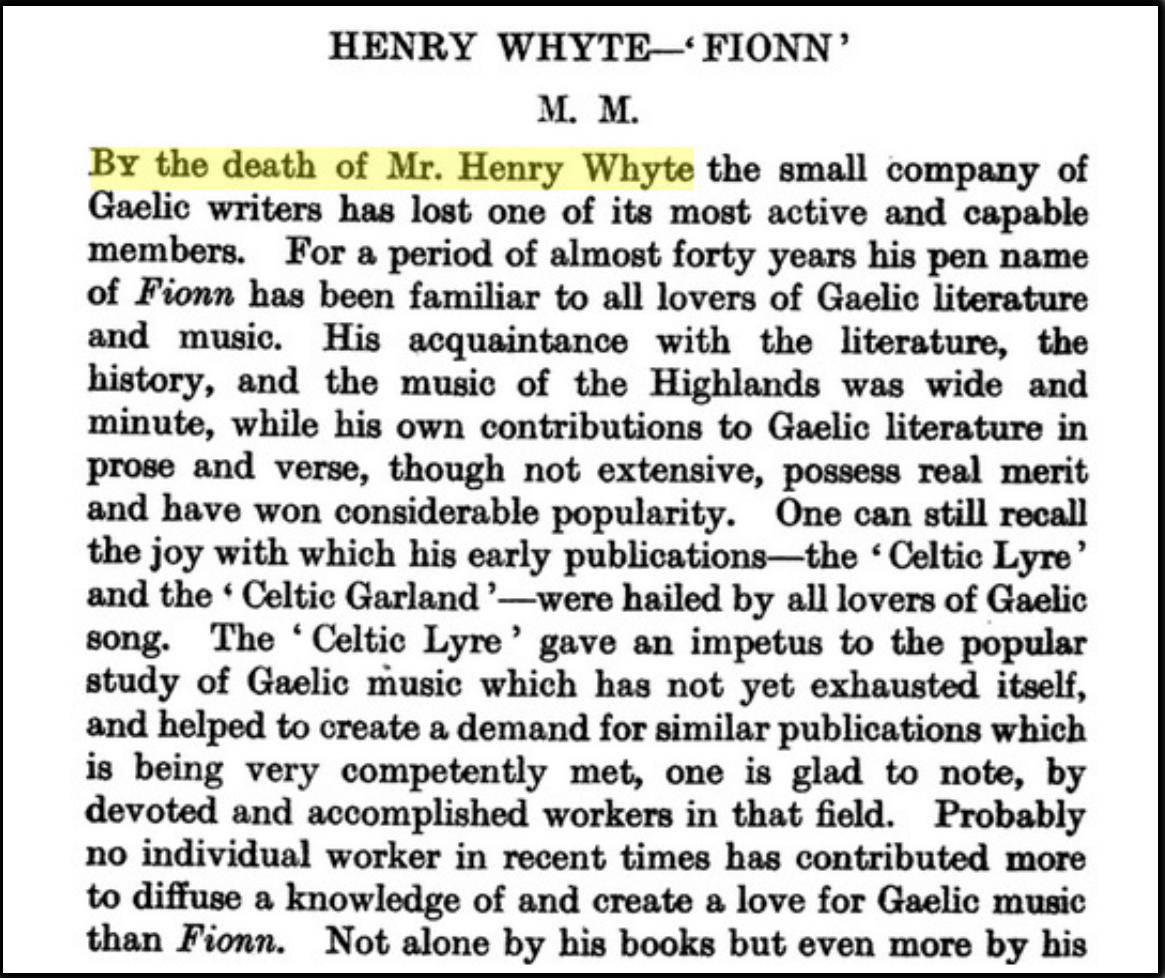 HENRY WHYTE—‘FIONN’
M. M.
By the death of Mr. Henry Whyte the small company of
Gaelic writers has lost one of its most active and capable
members. For a period of almost forty years his pen name
of Fionn has been familiar to all lovers of Gaelic literature
and music. His acquaintance with the literature, the
history, and the music of the Highlands was wide and
minute, while his own contributions to Gaelic literature in
prose and verse, though not extensive, possess real merit
and have won considerable popularity. One can still recall
the joy with which his early publications—the ‘Celtic Lyre’
and the ‘Celtic Garland’—were hailed by all lovers of Gaelic
song. The ‘Celtic Lyre’ gave an impetus to the popular
study of Gaelic music which has not yet exhausted itself,
and helped to create a demand for similar publications which
is being very competently met, one is glad to note, by
devoted and accomplished workers in that field. Probably
no individual worker in recent times has contributed more
to diffuse a knowledge of and create a love for Gaelic music
than Fionn. Not alone by his books but even more by his